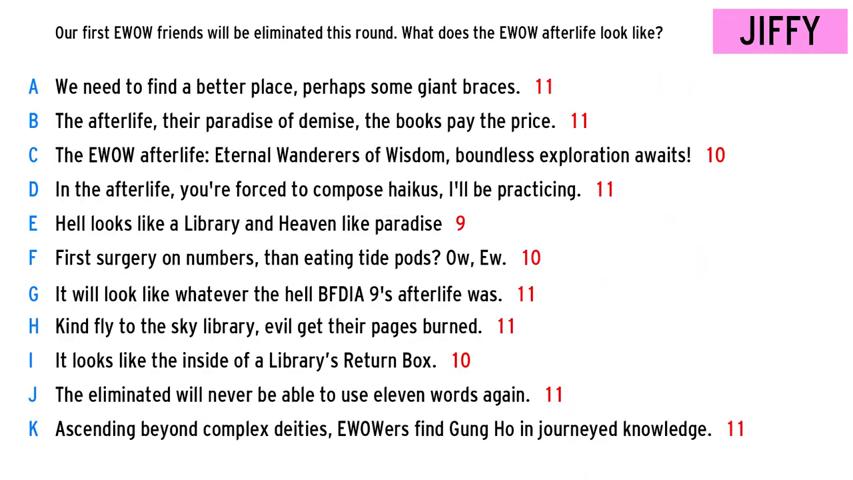 Our first EWOW friends will be eliminated this round. What does the EWOW afterlife look like?
JIFFY
A We need to find a better place, perhaps some giant braces. 11
B The afterlife, their paradise of demise, the books pay the price. 11
C The EWOW afterlife: Eternal Wanderers of Wisdom, boundless exploration awaits! 10
D In the afterlife, you're forced to compose haikus, I'll be practicing. 11
E Hell looks like a Library and Heaven like paradise 9
F First surgery on numbers, than eating tide pods? Ow, Ew. 10
G It will look like whatever the hell BFDIA 9's afterlife was. 11
H Kind fly to the sky library, evil get their pages burned. 11
I It looks like the inside of a Library’s Return Box. 10
J The eliminated will never be able to use eleven words again. 11
K Ascending beyond complex deities, EWOWers find Gung Ho in journeyed knowledge. 11